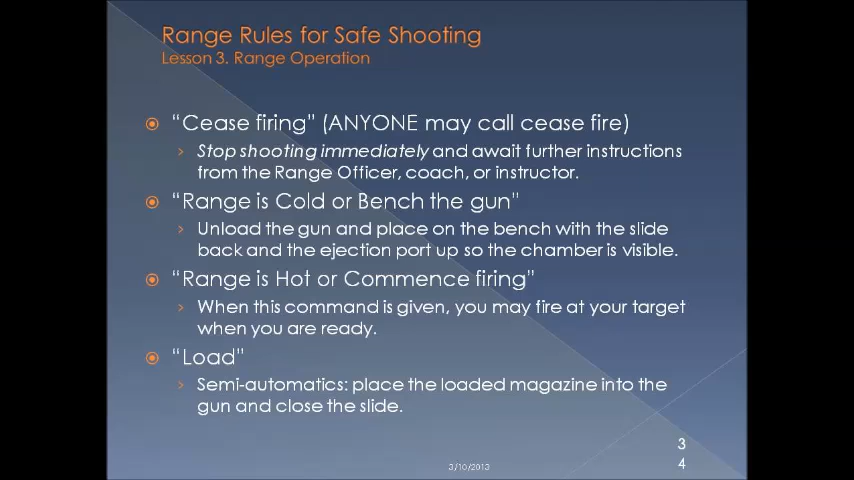 Range Rules for Safe Shooting
Lesson 3. Range Operation
“Cease firing” (ANYONE may call cease fire)
Stop shooting immediately and await further instructions
from the Range Officer, coach, or instructor.
“Range is Cold or Bench the gun”
Unload the gun and place on the bench with the slide
back and the ejection port up so the chamber is visible.
“Range is Hot or Commence firing”
When this command is given, you may fire at your target
when you are ready.
“Load”
Semi-automatics: place the loaded magazine into the
gun and close the slide.
3
4
3/10/2013